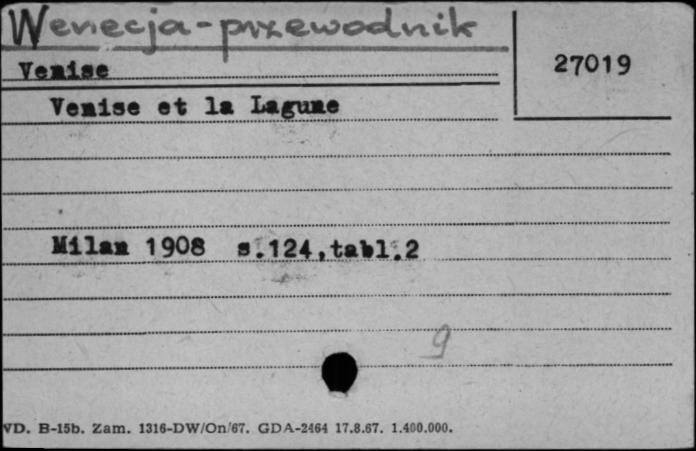 Wenecja - przewodnik
27019
Venise
Venise et la Lagune
Milan 1908 s.124,tabl.2
9
VD. B-15b. Zam. 1316-DW/On/67. GDA-2464 17.8.67. 1.400.000.